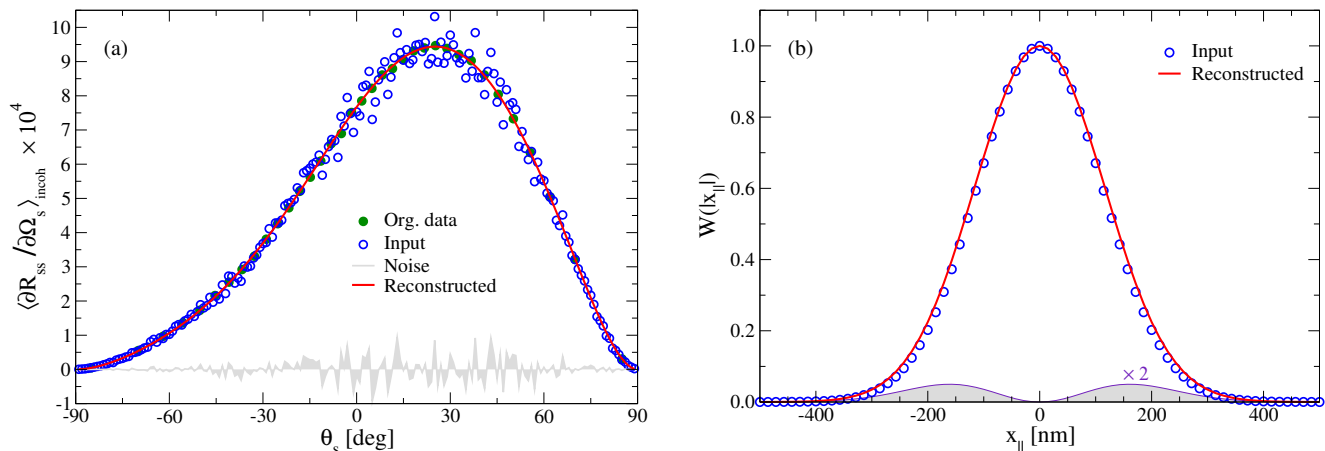 (a)
10
9
8
7
6
5
4
3
2
1
0
-1
⟨∂R_ss /∂Ω_s⟩_incoh × 10^4
Org. data
Input
Noise
Reconstructed
-90 -60 -30 0 30 60 90
θ_s [deg]
(b)
1.0
0.8
0.6
0.4
0.2
0.0
W(|x_|||)
Input
Reconstructed
× 2
-400 -200 0 200 400
x_|| [nm]